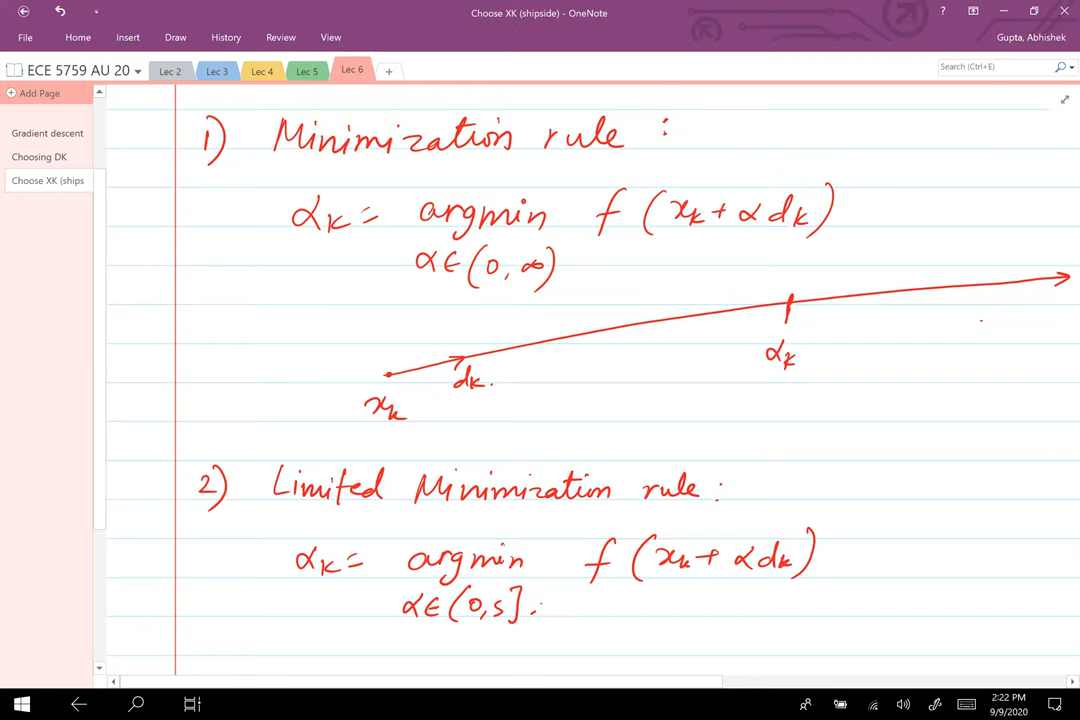 Choose XK (shipside) - OneNote
File Home Insert Draw History Review View
Gupta, Abhishek
ECE 5759 AU 20
Lec 2 Lec 3 Lec 4 Lec 5 Lec 6
Search (Ctrl+E)
Add Page
Gradient descent
Choosing DK
Choose XK (ships
1) Minimization rule :
αk = argmin f (xk + α dk)
α∈(0, ∞)
αk
dk.
xk
2) Limited Minimization rule :
αk = argmin f (xk + α dk)
α∈(0, s].
2:22 PM
9/9/2020